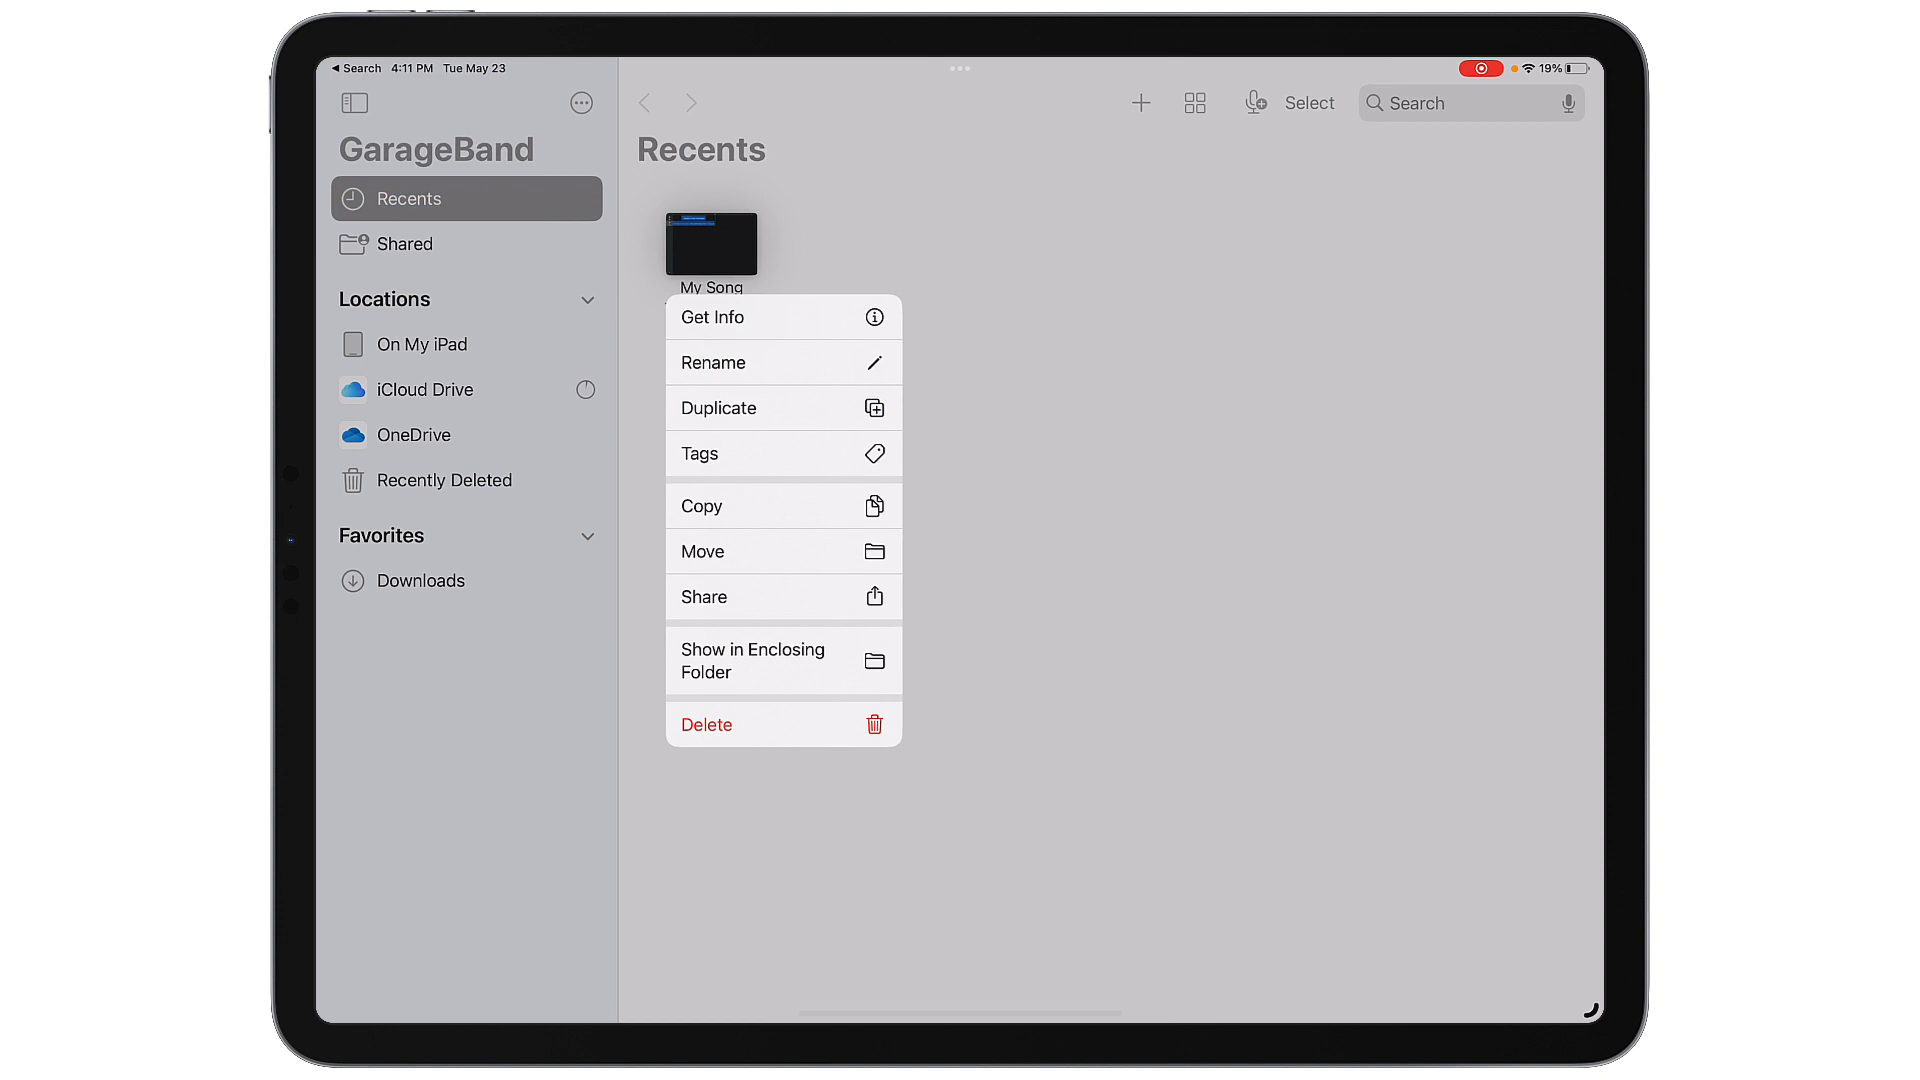 Search 4:11 PM Tue May 23
19%
Select
Search
GarageBand
Recents
Shared
Locations
On My iPad
iCloud Drive
OneDrive
Recently Deleted
Favorites
Downloads
Recents
My Song
Get Info
Rename
Duplicate
Tags
Copy
Move
Share
Show in Enclosing
Folder
Delete